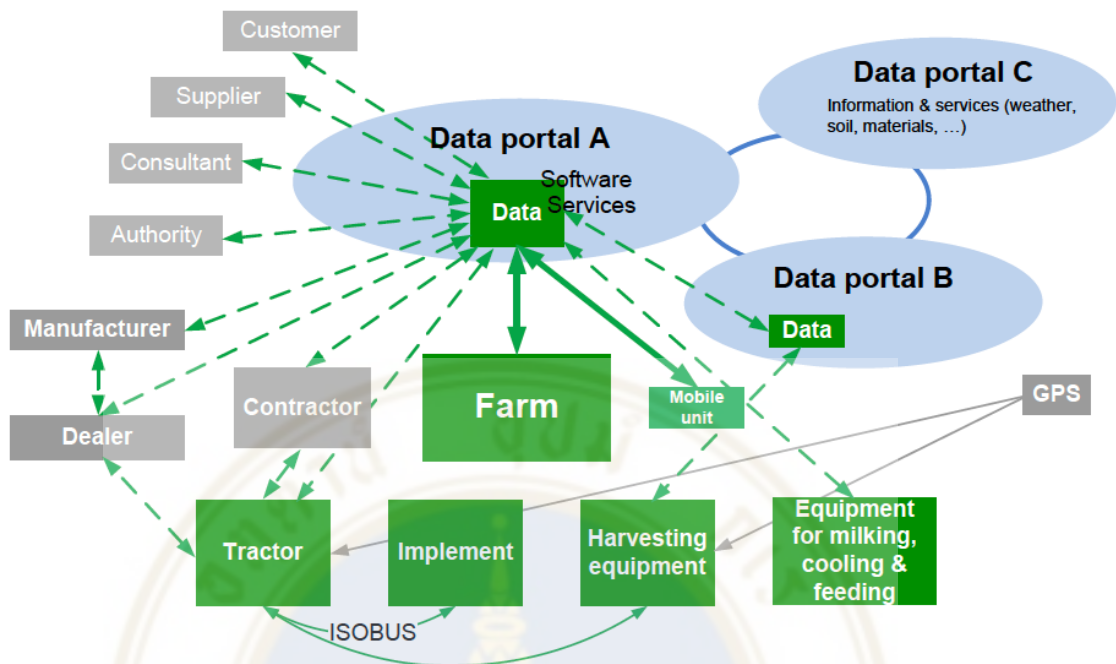 Customer
Supplier
Consultant
Authority
Manufacturer
Dealer
Data portal A
Software
Services
Data
Data portal C
Information & services (weather,
soil, materials, …)
Data portal B
Data
Contractor
Farm
Mobile
unit
GPS
Tractor
Implement
Harvesting
equipment
Equipment
for milking,
cooling &
feeding
ISOBUS